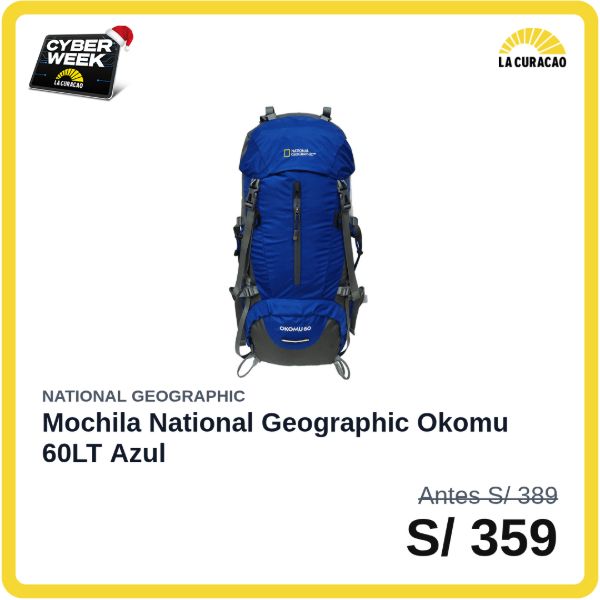 CYBER
WEEK
LA CURACAO
LA CURACAO
NATIONAL
GEOGRAPHIC
OKOMU 60
NATIONAL GEOGRAPHIC
Mochila National Geographic Okomu
60LT Azul
Antes S/ 389
S/ 359